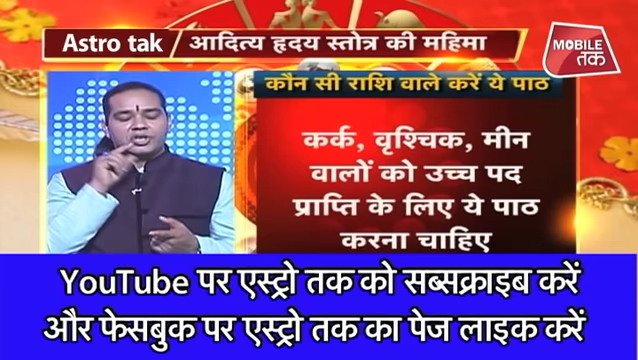 Astro tak
आदित्य हृदय स्तोत्र की महिमा
MOBILE
तक
कौन सी राशि वाले करें ये पाठ
कर्क, वृश्चिक, मीन
वालों को उच्च पद
प्राप्ति के लिए ये पाठ
करना चाहिए
YouTube पर एस्ट्रो तक को सब्सक्राइब करें
और फेसबुक पर एस्ट्रो तक का पेज लाइक करें